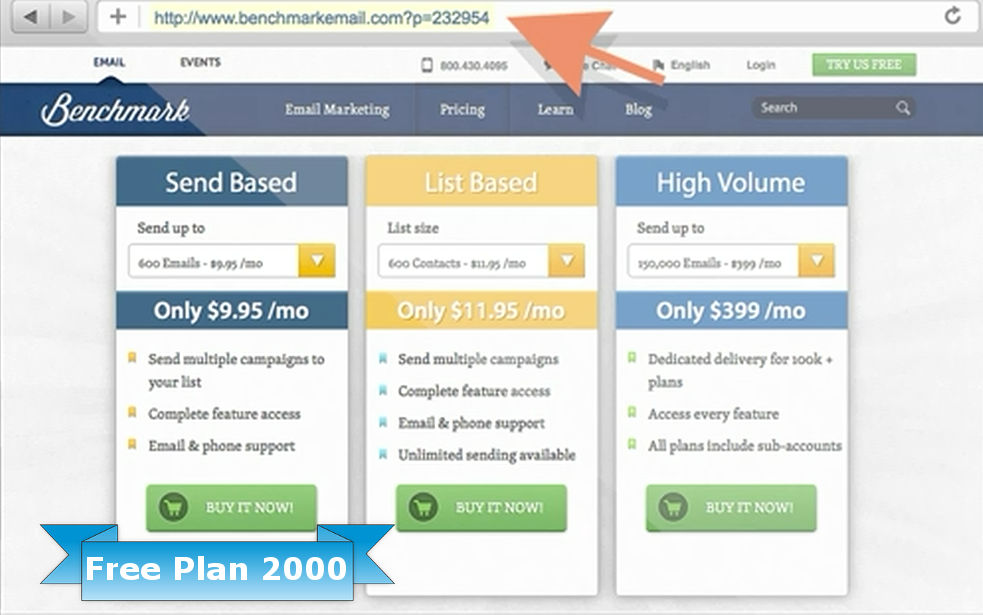 http://www.benchmarkemail.com?p=232954
EMAIL EVENTS 800.430.4095 English Login TRY US FREE
Benchmark Email Marketing Pricing Learn Blog Search
Send Based
Send up to
600 Emails - $9.95 /mo
Only $9.95 /mo
Send multiple campaigns to
your list
Complete feature access
Email & phone support
BUY IT NOW!
List Based
List size
600 Contacts - $11.95 /mo
Only $11.95 /mo
Send multiple campaigns
Complete feature access
Email & phone support
Unlimited sending available
BUY IT NOW!
High Volume
Send up to
150,000 Emails - $399 /mo
Only $399 /mo
Dedicated delivery for 100k +
plans
Access every feature
All plans include sub-accounts
BUY IT NOW!
Free Plan 2000